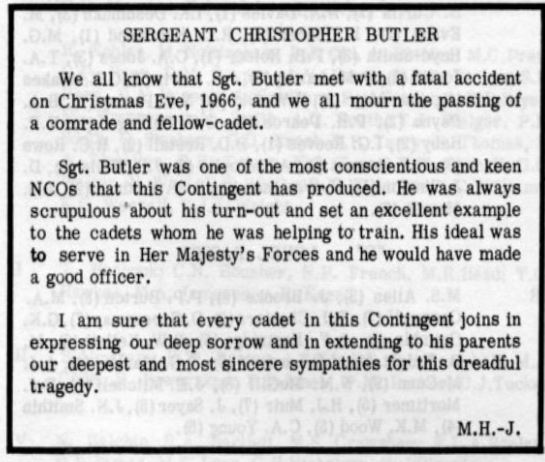 SERGEANT CHRISTOPHER BUTLER
We all know that Sgt. Butler met with a fatal accident
on Christmas Eve, 1966, and we all mourn the passing of
a comrade and fellow-cadet.
Sgt. Butler was one of the most conscientious and keen
NCOs that this Contingent has produced. He was always
scrupulous about his turn-out and set an excellent example
to the cadets whom he was helping to train. His ideal was
to serve in Her Majesty's Forces and he would have made
a good officer.
I am sure that every cadet in this Contingent joins in
expressing our deep sorrow and in extending to his parents
our deepest and most sincere sympathies for this dreadful
tragedy.
M.H.-J.